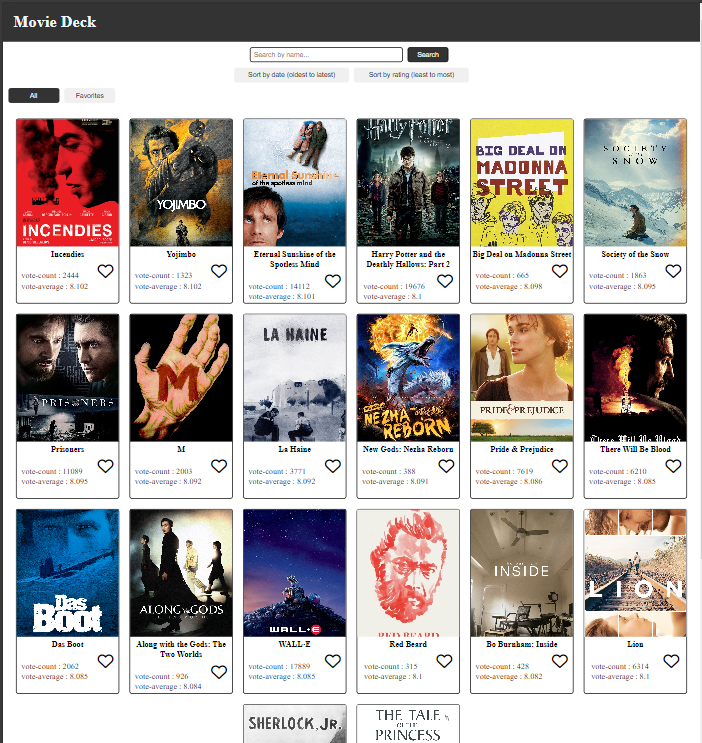 Movie Deck
Search by name...
Search
Sort by date (oldest to latest)
Sort by rating (least to most)
All
Favorites
INCENDIES
YOJIMBO
Eternal Sunshine
of the spotless mind
Harry Potter
BIG DEAL ON
MADONNA
STREET
SOCIETY
OF THE
SNOW
Incendies
vote-count : 2444
vote-average : 8.102
Yojimbo
vote-count : 1323
vote-average : 8.102
Eternal Sunshine of the
Spotless Mind
vote-count : 14112
vote-average : 8.101
Harry Potter and the
Deathly Hallows: Part 2
vote-count : 19676
vote-average : 8.1
Big Deal on Madonna Street
vote-count : 665
vote-average : 8.098
Society of the Snow
vote-count : 1863
vote-average : 8.095
PRISONERS
M
LA HAINE
NEZHA
REBORN
PRIDE & PREJUDICE
There Will Be Blood
Prisoners
vote-count : 11089
vote-average : 8.095
M
vote-count : 2003
vote-average : 8.092
La Haine
vote-count : 3771
vote-average : 8.092
New Gods: Nezha Reborn
vote-count : 388
vote-average : 8.091
Pride & Prejudice
vote-count : 7619
vote-average : 8.086
There Will Be Blood
vote-count : 6210
vote-average : 8.085
Das
Boot
ALONG WITH THE GODS
WALL·E
RED BEARD
INSIDE
LION
Das Boot
vote-count : 2062
vote-average : 8.085
Along with the Gods: The
Two Worlds
vote-count : 926
vote-average : 8.084
WALL·E
vote-count : 17889
vote-average : 8.085
Red Beard
vote-count : 315
vote-average : 8.1
Bo Burnham: Inside
vote-count : 428
vote-average : 8.082
Lion
vote-count : 6314
vote-average : 8.1
SHERLOCK, JR.
THE TALE
OF THE
PRINCESS